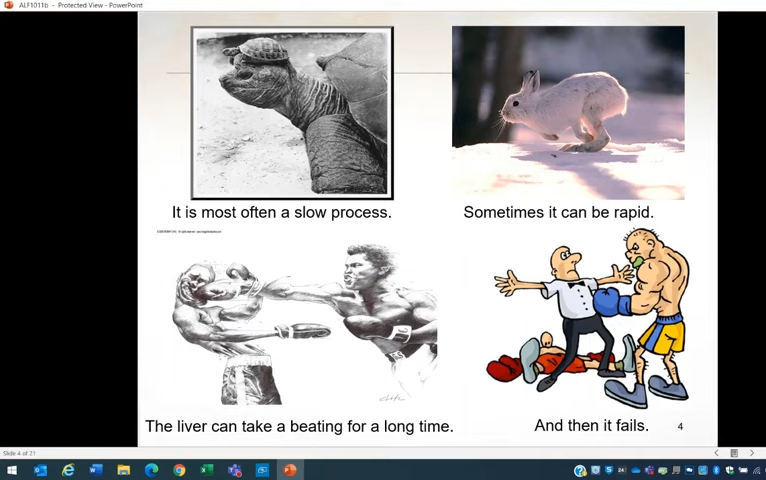 ALF1011b - Protected View - PowerPoint
It is most often a slow process.
Sometimes it can be rapid.
The liver can take a beating for a long time.
And then it fails.
4
Slide 4 of 21